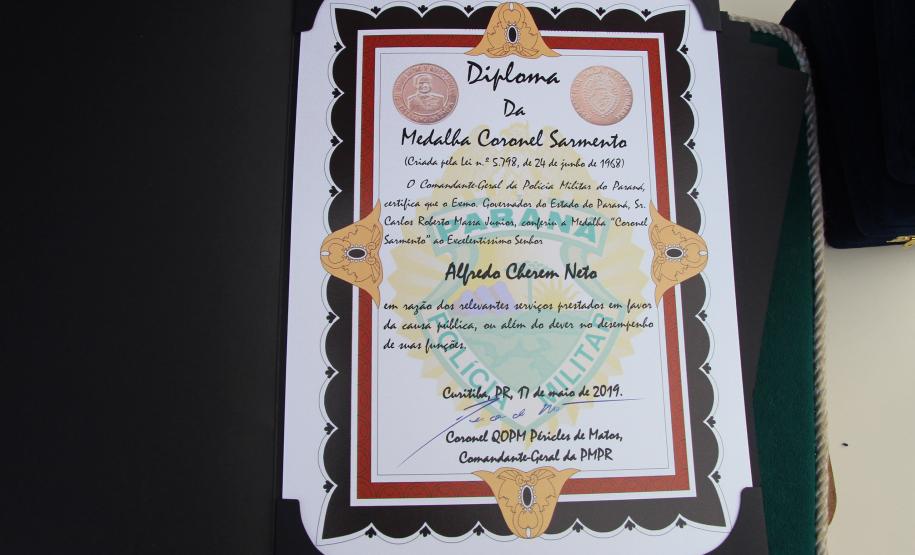 Diploma
Da
Medalha Coronel Sarmento
(Criada pela Lei n.º 5.798, de 24 de junho de 1968)
O Comandante-Geral da Polícia Militar do Paraná,
certifica que o Exmo. Governador do Estado do Paraná, Sr.
Carlos Roberto Massa Junior, conferiu a Medalha "Coronel
Sarmento" ao Excelentíssimo Senhor
Alfredo Cherem Neto
em razão dos relevantes serviços prestados em favor
da causa pública, ou além do dever no desempenho
de suas funções.
Curitiba, PR, 17 de maio de 2019.
Coronel QOPM Péricles de Matos,
Comandante-Geral da PMPR
PARANÁ
POLÍCIA MILITAR